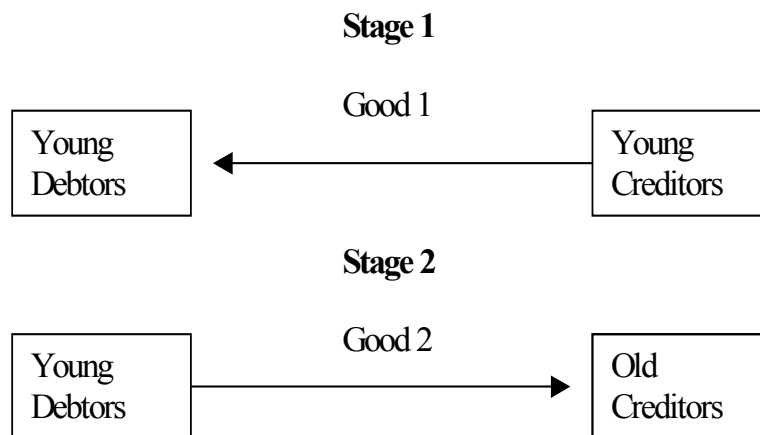 Stage 1
Good 1
Young
Debtors
Young
Creditors
Stage 2
Good 2
Young
Debtors
Old
Creditors